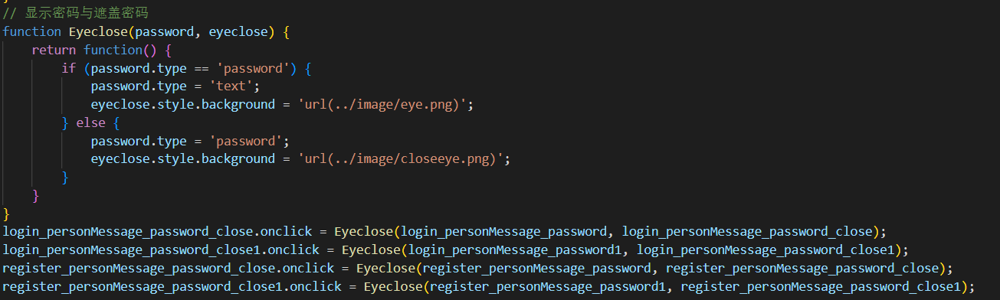 // 显示密码与遮盖密码
function Eyeclose(password, eyeclose) {
    return function() {
        if (password.type == 'password') {
            password.type = 'text';
            eyeclose.style.background = 'url(../image/eye.png)';
        } else {
            password.type = 'password';
            eyeclose.style.background = 'url(../image/closeeye.png)';
        }
    }
}
login_personMessage_password_close.onclick = Eyeclose(login_personMessage_password, login_personMessage_password_close);
login_personMessage_password_close1.onclick = Eyeclose(login_personMessage_password1, login_personMessage_password_close1);
register_personMessage_password_close.onclick = Eyeclose(register_personMessage_password, register_personMessage_password_close);
register_personMessage_password_close1.onclick = Eyeclose(register_personMessage_password1, register_personMessage_password_close1);